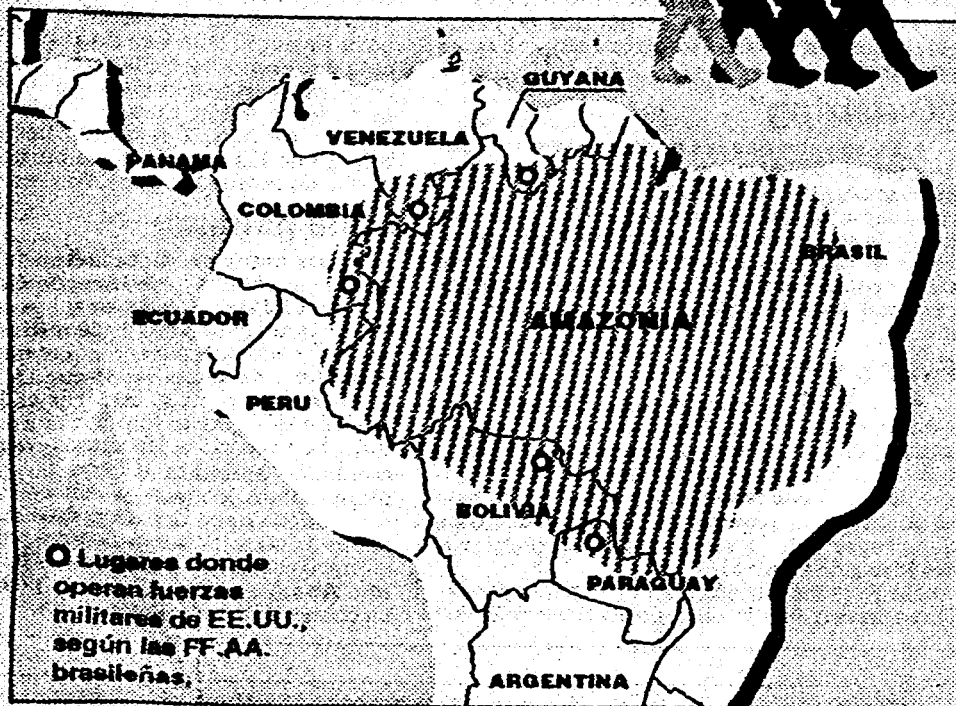 GUYANA
VENEZUELA
PANAMA
COLOMBIA
BRASIL
ECUADOR
AMAZONIA
PERU
BOLIVIA
PARAGUAY
ARGENTINA
O Lugares donde
operan fuerzas
militares de EE.UU.,
según las FF.AA.
brasileñas.